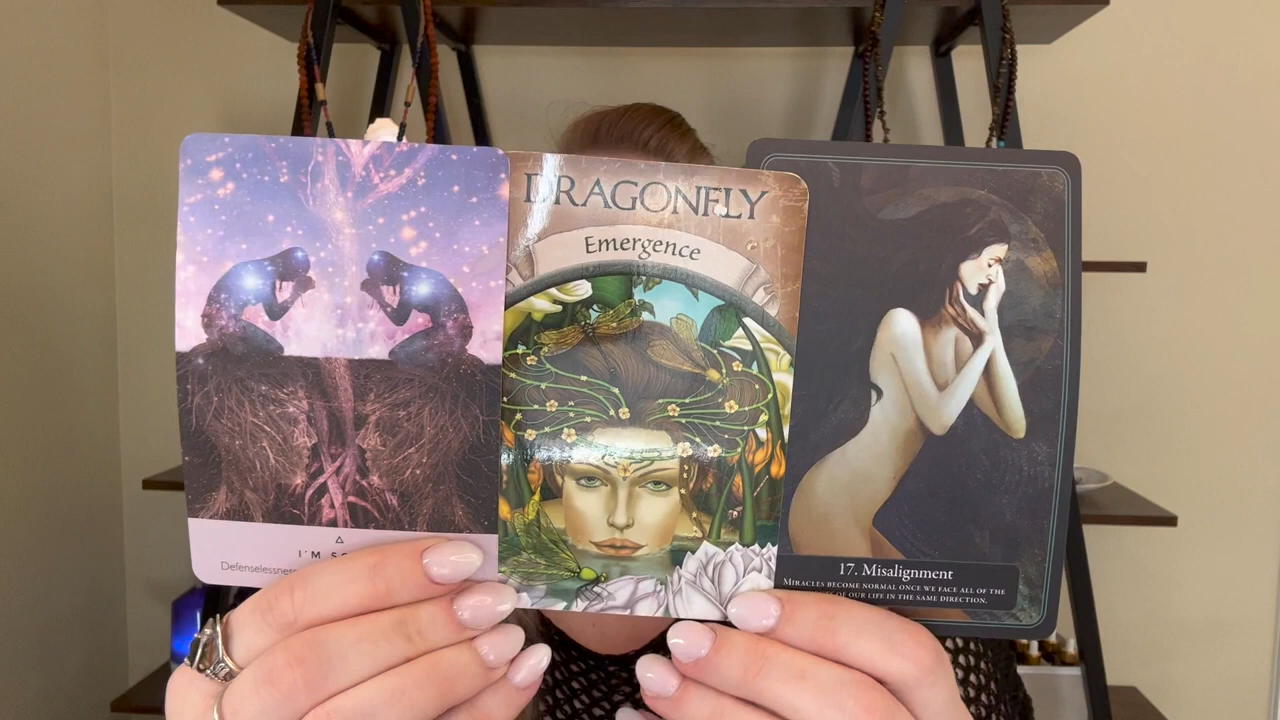 I'M
Defenselessness
DRAGONFLY
Emergence
17. Misalignment
MIRACLES BECOME NORMAL ONCE WE FACE ALL OF THE
OF OUR LIFE IN THE SAME DIRECTION.